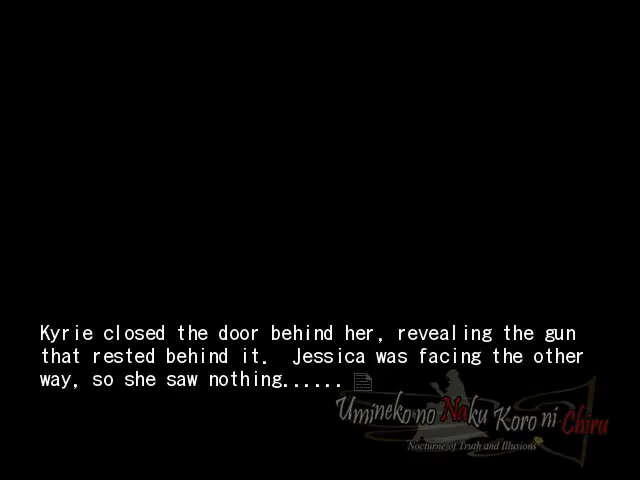 Kyrie closed the door behind her, revealing the gun
that rested behind it.  Jessica was facing the other
way, so she saw nothing......
Umineko no Naku Koro ni Chiru
Nocturne of Truth and Illusions